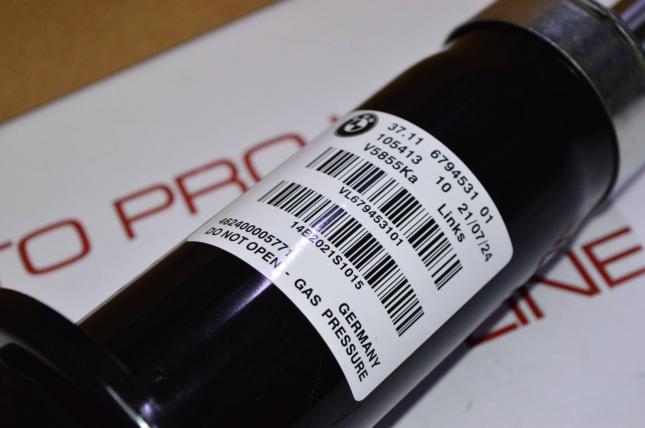 37.11 6794531 01
105413 10 21/07/24
V5855Ka Links
VL679453101
14E2021S1015
46240000577
GERMANY
DO NOT OPEN - GAS PRESSURE
TO PRO
LINE